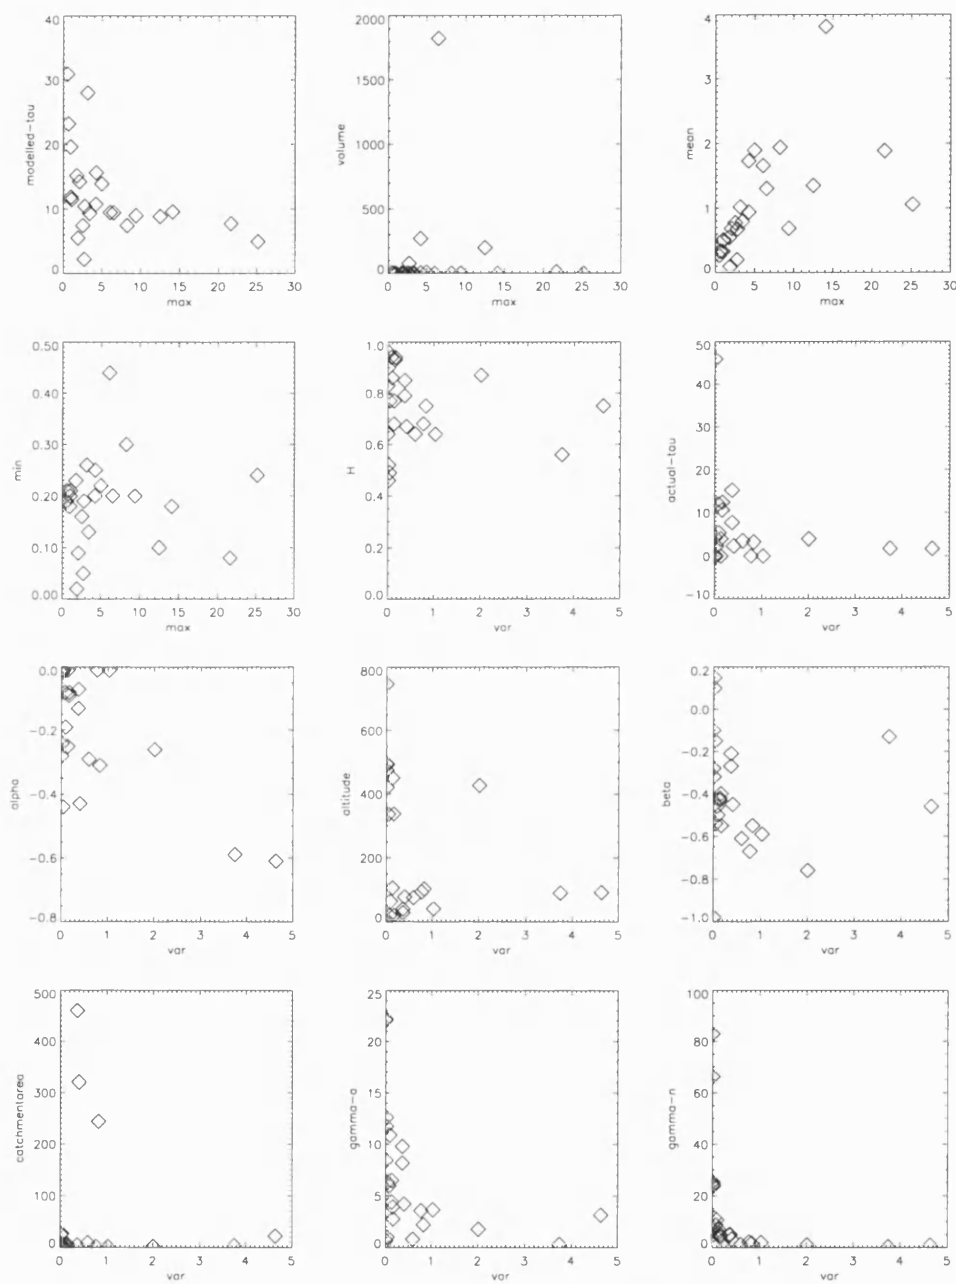 40
30
20
10
0
modelled-tau
0 5 10 15 20 25 30
max
2000
1500
1000
500
0
volume
0 5 10 15 20 25 30
max
4
3
2
1
0
mean
0 5 10 15 20 25 30
max
0.50
0.40
0.30
0.20
0.10
0.00
min
0 5 10 15 20 25 30
max
1.0
0.8
0.6
0.4
0.2
0.0
H
0 1 2 3 4 5
var
50
40
30
20
10
0
-10
actual-tau
0 1 2 3 4 5
var
0.0
-0.2
-0.4
-0.6
-0.8
alpha
0 1 2 3 4 5
var
800
600
400
200
0
altitude
0 1 2 3 4 5
var
0.2
0.0
-0.2
-0.4
-0.6
-0.8
-1.0
beta
0 1 2 3 4 5
var
500
400
300
200
100
0
catchmentarea
0 1 2 3 4 5
var
25
20
15
10
5
0
gamma-a
0 1 2 3 4 5
var
100
80
60
40
20
0
gamma-n
0 1 2 3 4 5
var